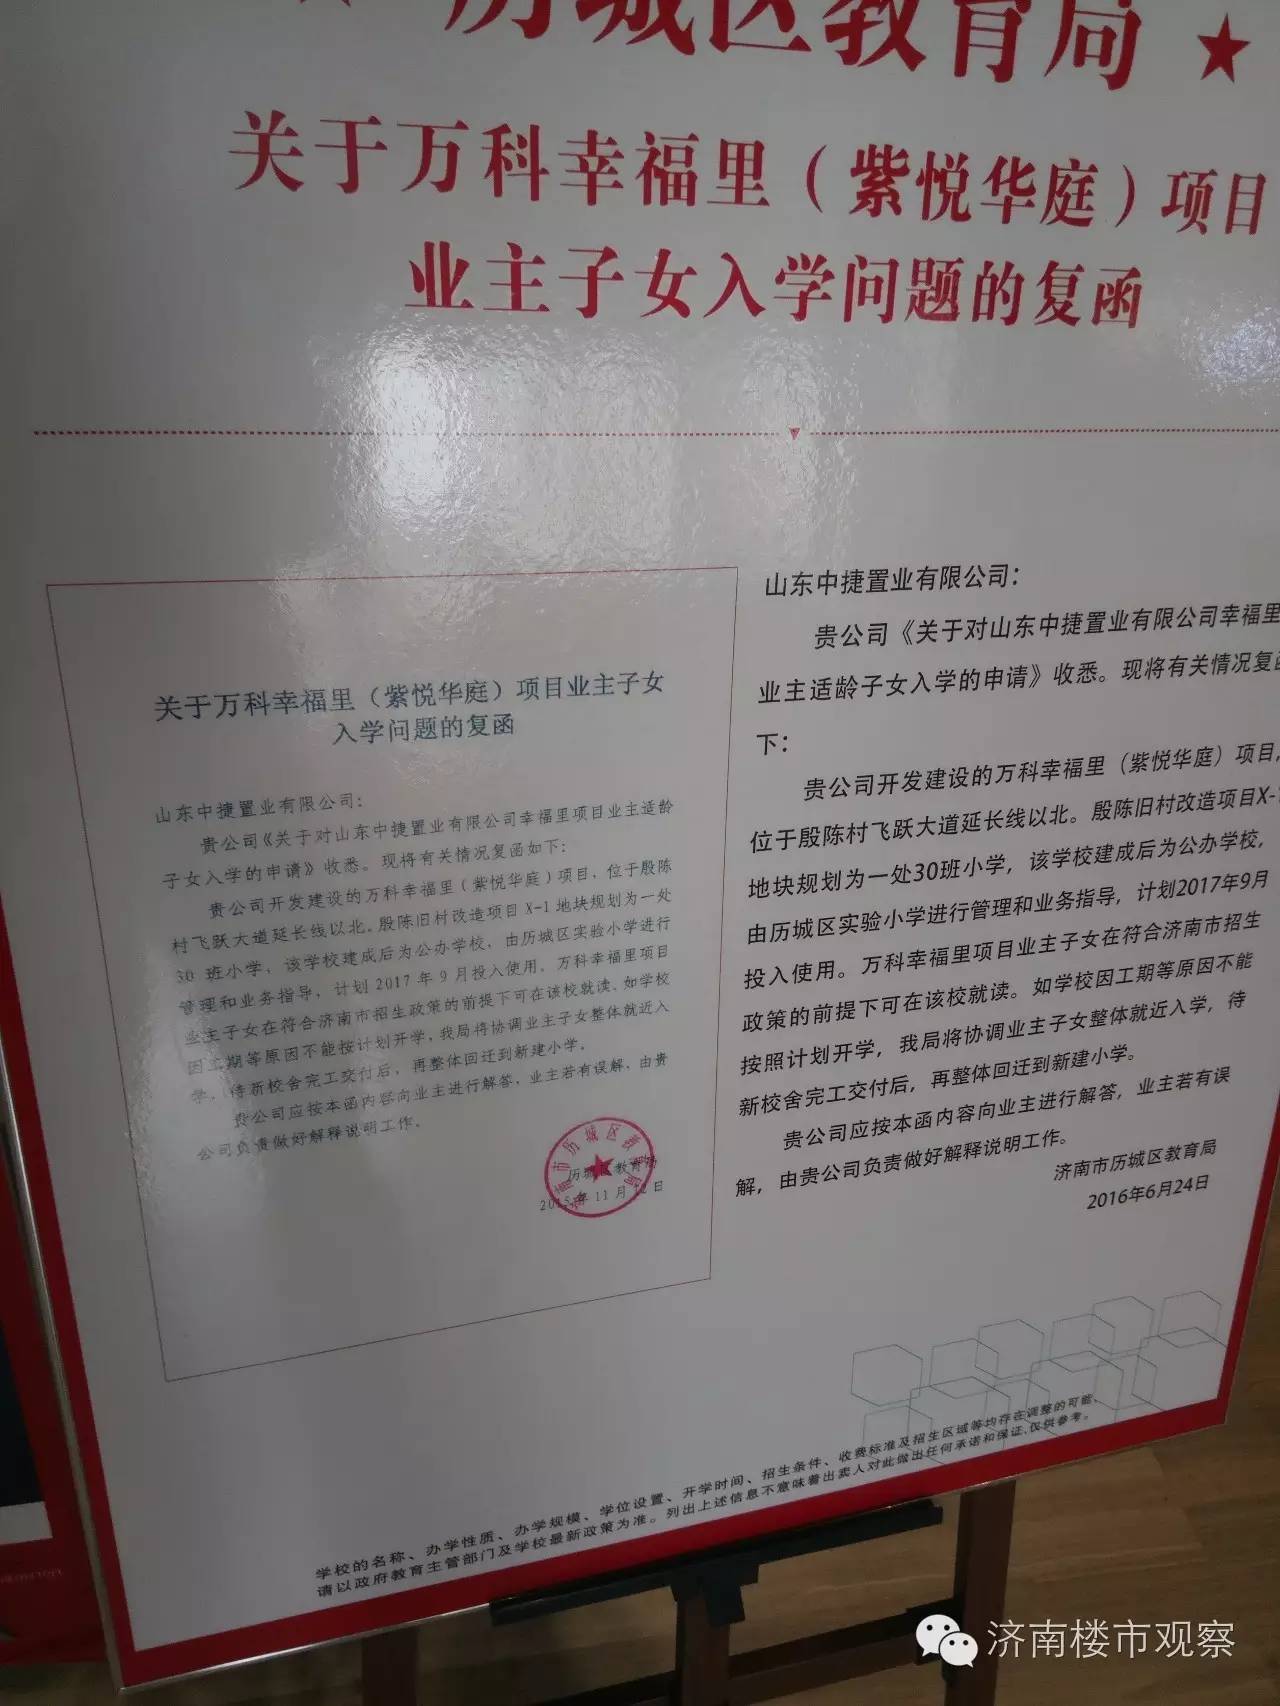 ★ 历城区教育局 ★
关于万科幸福里（紫悦华庭）项目
业主子女入学问题的复函
关于万科幸福里（紫悦华庭）项目业主子女
入学问题的复函
山东中捷置业有限公司：
贵公司《关于对山东中捷置业有限公司幸福里项目业主适龄
子女入学的申请》收悉。现将有关情况复函如下：
贵公司开发建设的万科幸福里（紫悦华庭）项目，位于殷陈
村飞跃大道延长线以北。殷陈旧村改造项目 X-1 地块规划为一处
30 班小学，该学校建成后为公办学校，由历城区实验小学进行
管理和业务指导，计划 2017 年 9 月投入使用。万科幸福里项目
业主子女在符合济南市招生政策的前提下可在该校就读。如学校
因工期等原因不能按计划开学，我局将协调业主子女整体就近入
学，待新校舍完工交付后，再整体回迁到新建小学。
贵公司应按本函内容向业主进行解答，业主若有误解，由贵
公司负责做好解释说明工作。
历城区教育局
2015 年 11 月 12 日
山东中捷置业有限公司：
贵公司《关于对山东中捷置业有限公司幸福里
业主适龄子女入学的申请》收悉。现将有关情况复函
下：
贵公司开发建设的万科幸福里（紫悦华庭）项目，
位于殷陈村飞跃大道延长线以北。殷陈旧村改造项目X-
地块规划为一处30班小学，该学校建成后为公办学校，
由历城区实验小学进行管理和业务指导，计划2017年9月
投入使用。万科幸福里项目业主子女在符合济南市招生
政策的前提下可在该校就读。如学校因工期等原因不能
按照计划开学，我局将协调业主子女整体就近入学，待
新校舍完工交付后，再整体回迁到新建小学。
贵公司应按本函内容向业主进行解答，业主若有误
解，由贵公司负责做好解释说明工作。
济南市历城区教育局
2016年6月24日
学校的名称、办学性质、办学规模、学位设置、开学时间、招生条件、收费标准及招生区域等均存在调整的可能，
请以政府教育主管部门及学校最新政策为准。列出上述信息不意味着出卖人对此做出任何承诺和保证，仅供参考。
济南楼市观察